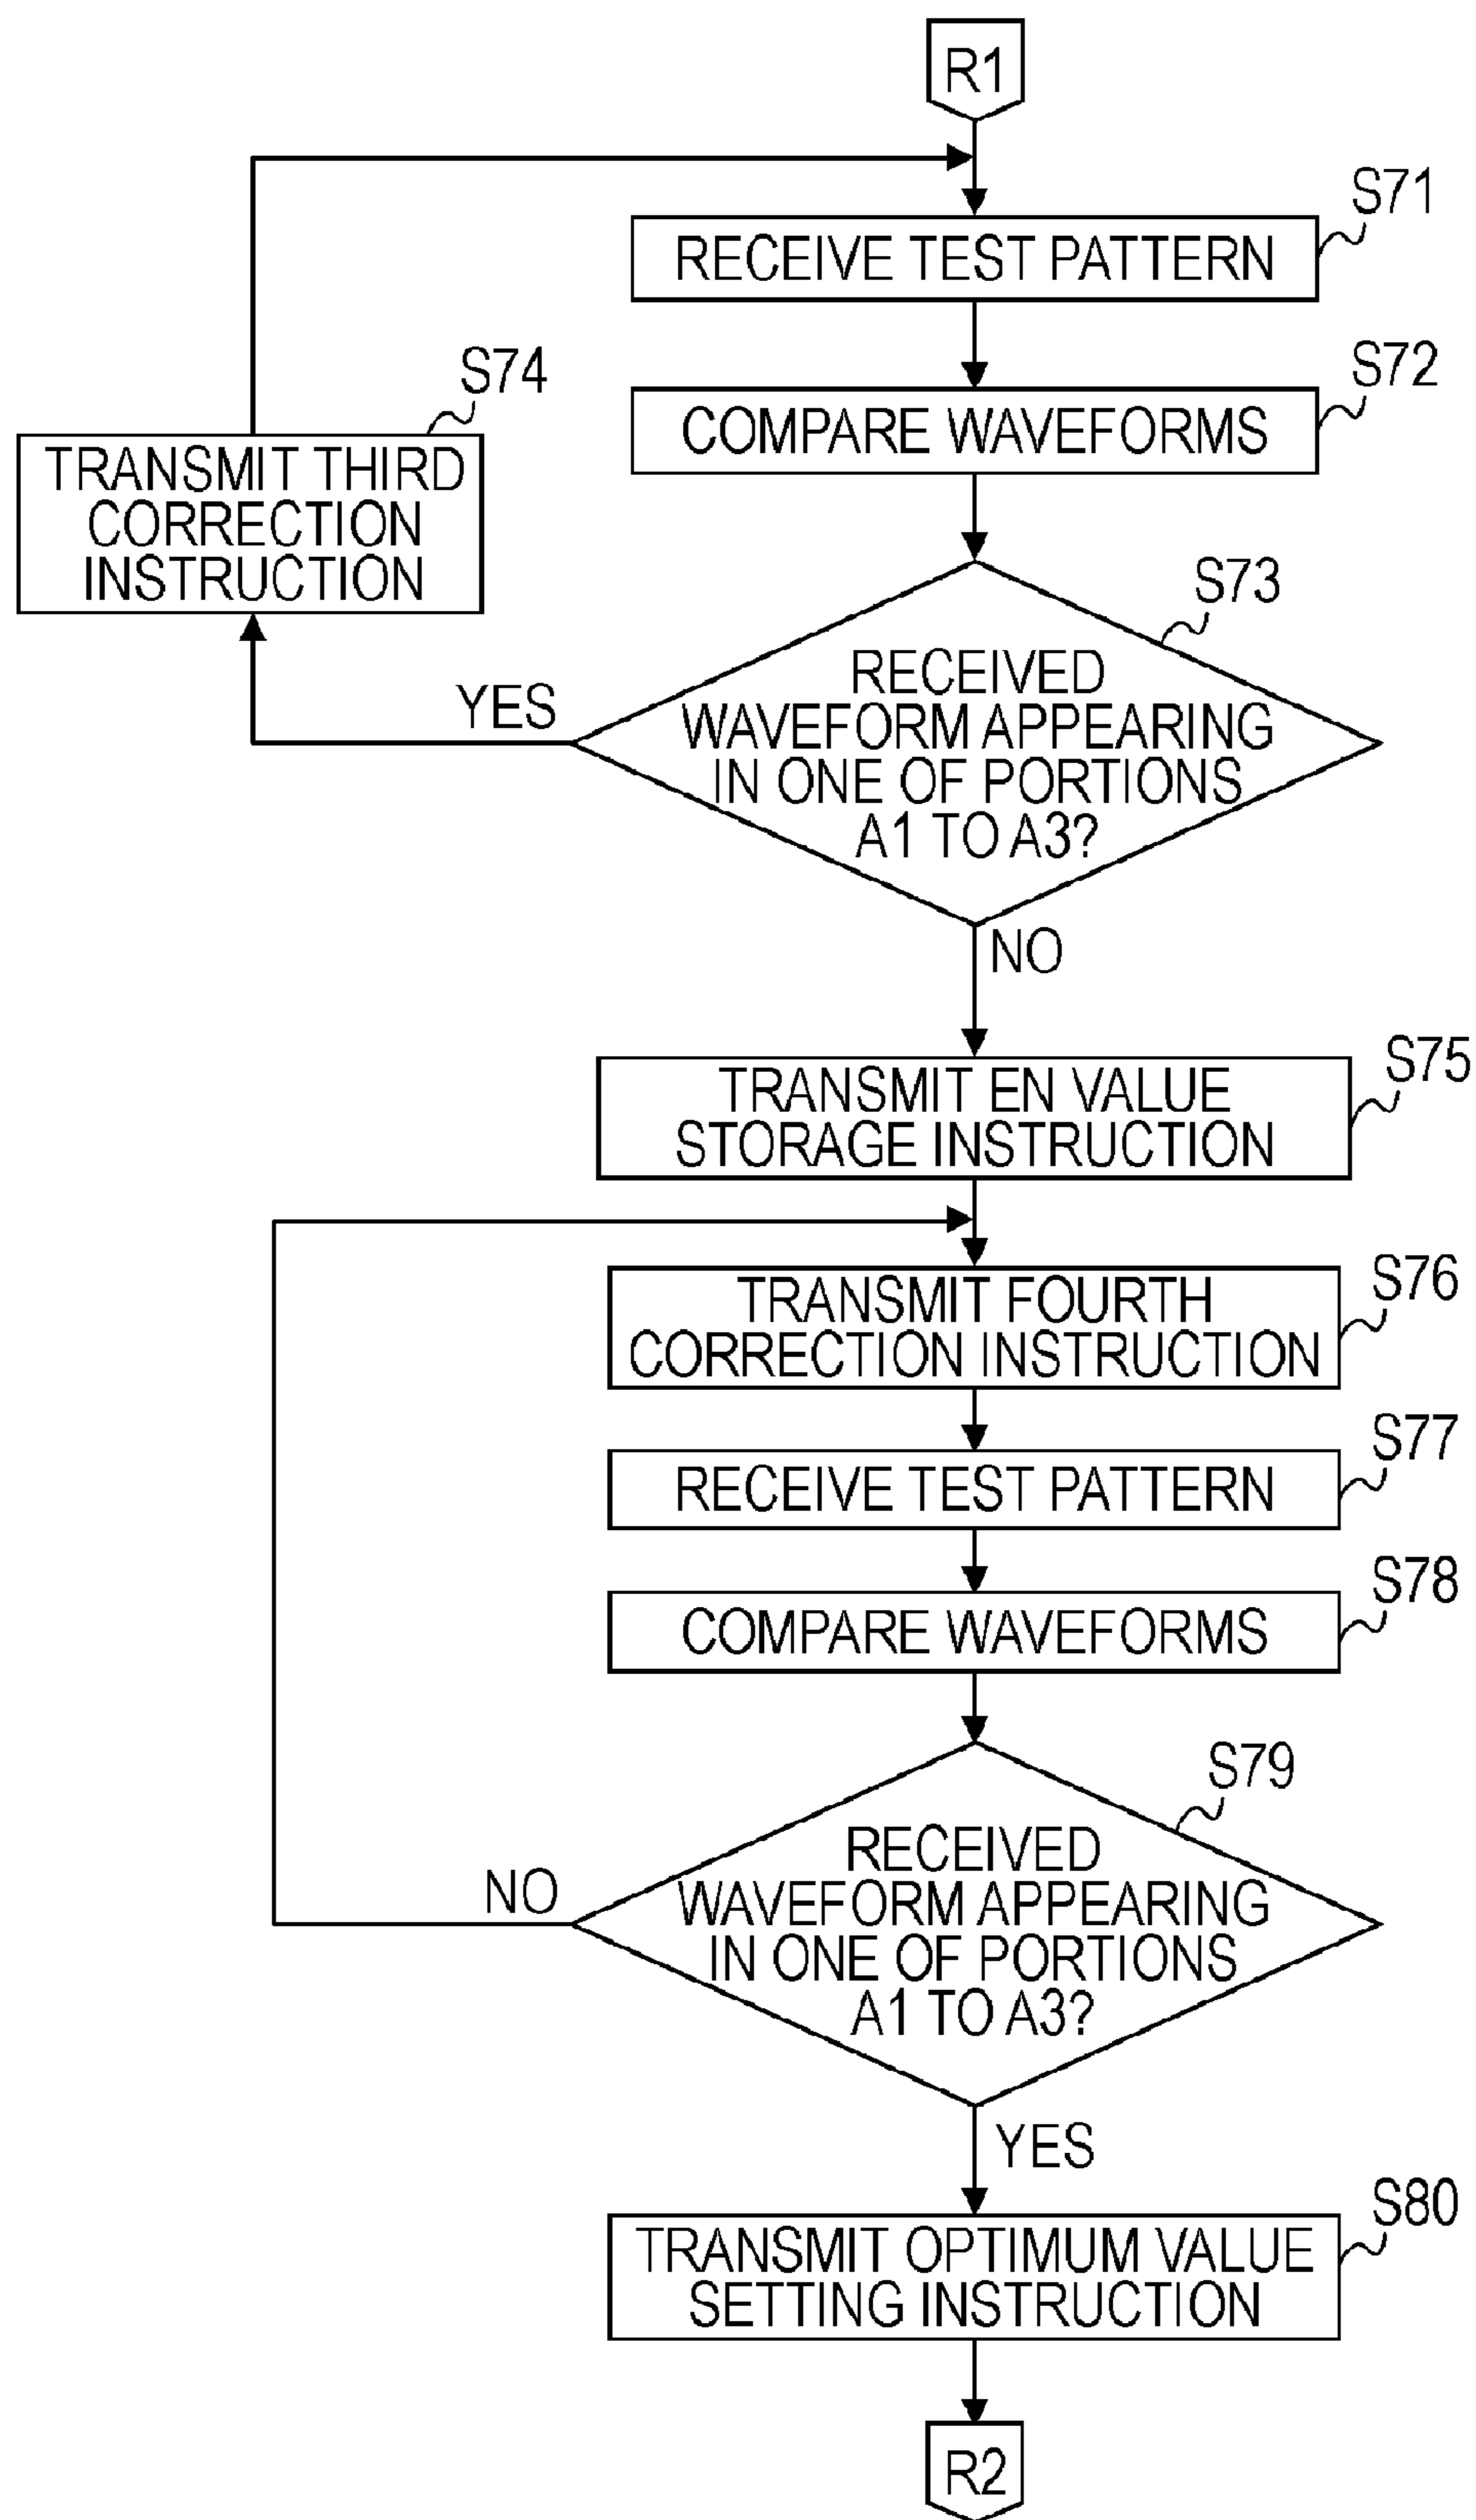 R1
S71
RECEIVE TEST PATTERN
S72
COMPARE WAVEFORMS
S74
TRANSMIT THIRD
CORRECTION
INSTRUCTION
S73
RECEIVED
WAVEFORM APPEARING
IN ONE OF PORTIONS
A1 TO A3?
YES
NO
S75
TRANSMIT EN VALUE
STORAGE INSTRUCTION
S76
TRANSMIT FOURTH
CORRECTION INSTRUCTION
S77
RECEIVE TEST PATTERN
S78
COMPARE WAVEFORMS
S79
RECEIVED
WAVEFORM APPEARING
IN ONE OF PORTIONS
A1 TO A3?
NO
YES
S80
TRANSMIT OPTIMUM VALUE
SETTING INSTRUCTION
R2